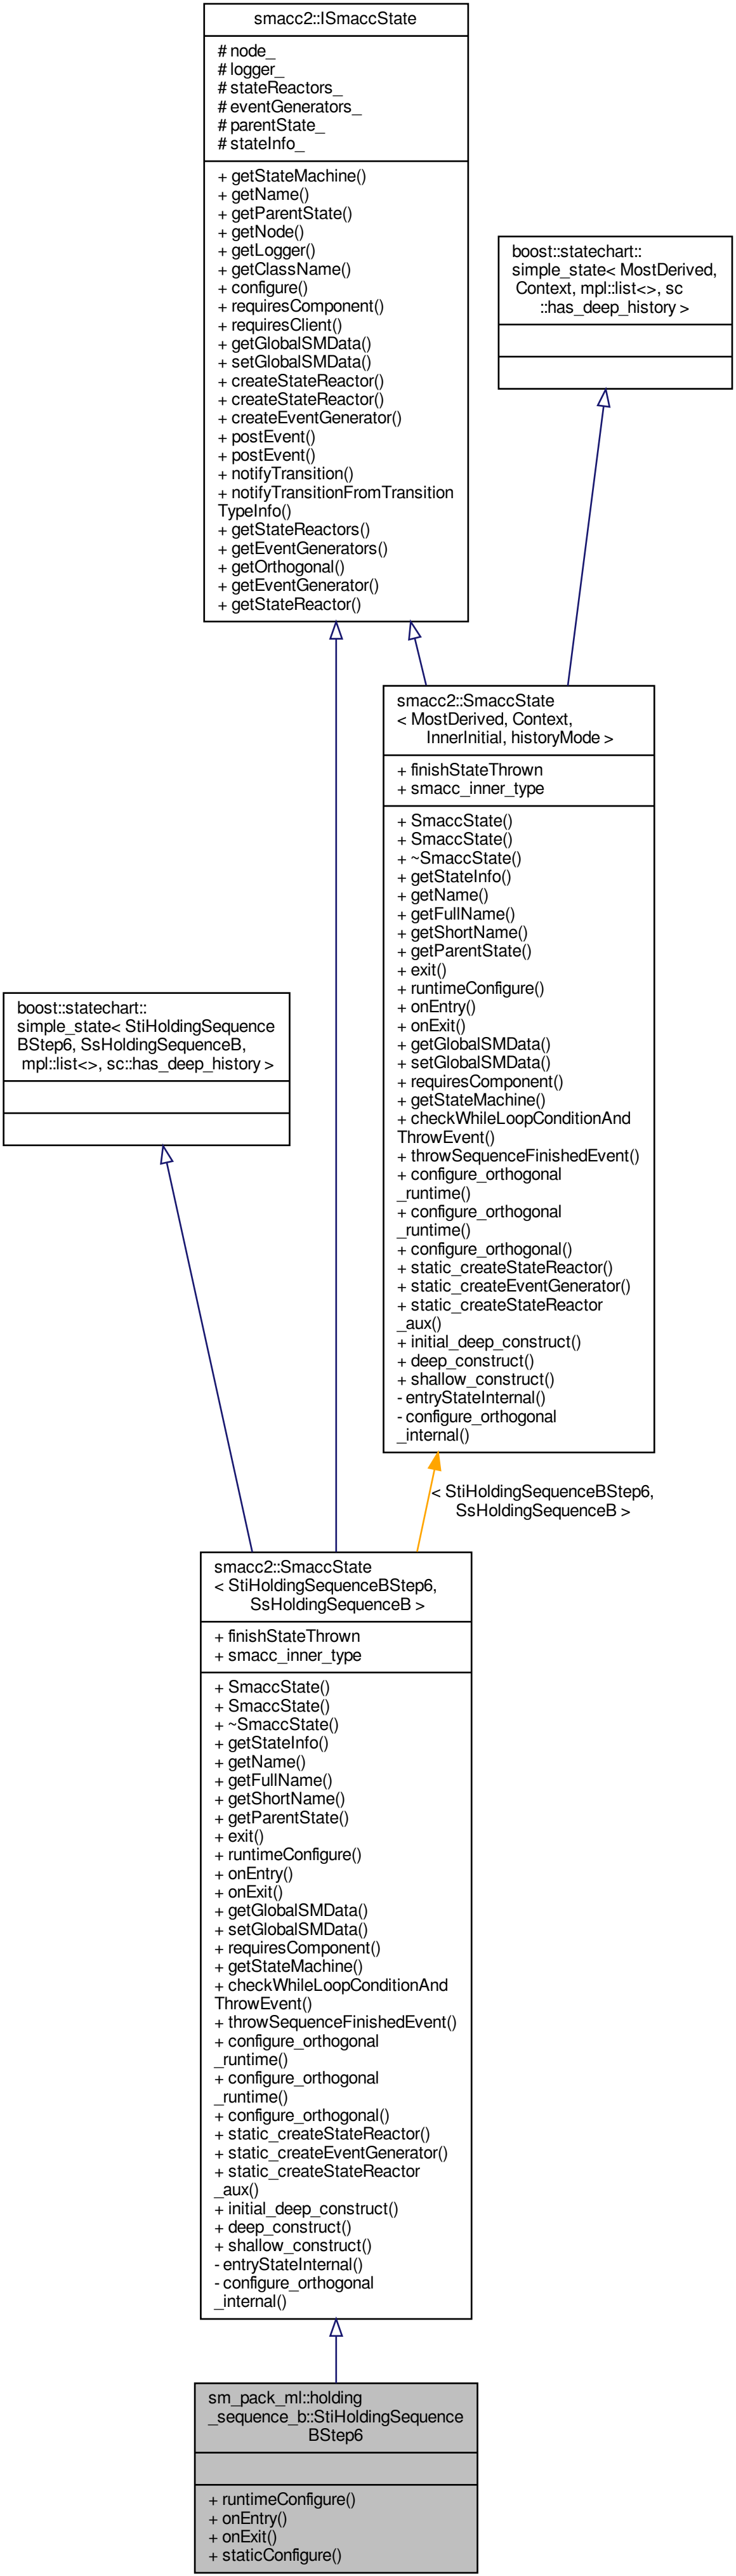 smacc2::ISmaccState
# node_
# logger_
# stateReactors_
# eventGenerators_
# parentState_
# stateInfo_
+ getStateMachine()
+ getName()
+ getParentState()
+ getNode()
+ getLogger()
+ getClassName()
+ configure()
+ requiresComponent()
+ requiresClient()
+ getGlobalSMData()
+ setGlobalSMData()
+ createStateReactor()
+ createStateReactor()
+ createEventGenerator()
+ postEvent()
+ postEvent()
+ notifyTransition()
+ notifyTransitionFromTransition
TypeInfo()
+ getStateReactors()
+ getEventGenerators()
+ getOrthogonal()
+ getEventGenerator()
+ getStateReactor()
boost::statechart::
simple_state< MostDerived,
Context, mpl::list<>, sc
::has_deep_history >
smacc2::SmaccState
< MostDerived, Context,
InnerInitial, historyMode >
+ finishStateThrown
+ smacc_inner_type
+ SmaccState()
+ SmaccState()
+ ~SmaccState()
+ getStateInfo()
+ getName()
+ getFullName()
+ getShortName()
+ getParentState()
+ exit()
+ runtimeConfigure()
+ onEntry()
+ onExit()
+ getGlobalSMData()
+ setGlobalSMData()
+ requiresComponent()
+ getStateMachine()
+ checkWhileLoopConditionAnd
ThrowEvent()
+ throwSequenceFinishedEvent()
+ configure_orthogonal
_runtime()
+ configure_orthogonal
_runtime()
+ configure_orthogonal()
+ static_createStateReactor()
+ static_createEventGenerator()
+ static_createStateReactor
_aux()
+ initial_deep_construct()
+ deep_construct()
+ shallow_construct()
- entryStateInternal()
- configure_orthogonal
_internal()
boost::statechart::
simple_state< StiHoldingSequence
BStep6, SsHoldingSequenceB,
mpl::list<>, sc::has_deep_history >
< StiHoldingSequenceBStep6,
SsHoldingSequenceB >
smacc2::SmaccState
< StiHoldingSequenceBStep6,
SsHoldingSequenceB >
+ finishStateThrown
+ smacc_inner_type
+ SmaccState()
+ SmaccState()
+ ~SmaccState()
+ getStateInfo()
+ getName()
+ getFullName()
+ getShortName()
+ getParentState()
+ exit()
+ runtimeConfigure()
+ onEntry()
+ onExit()
+ getGlobalSMData()
+ setGlobalSMData()
+ requiresComponent()
+ getStateMachine()
+ checkWhileLoopConditionAnd
ThrowEvent()
+ throwSequenceFinishedEvent()
+ configure_orthogonal
_runtime()
+ configure_orthogonal
_runtime()
+ configure_orthogonal()
+ static_createStateReactor()
+ static_createEventGenerator()
+ static_createStateReactor
_aux()
+ initial_deep_construct()
+ deep_construct()
+ shallow_construct()
- entryStateInternal()
- configure_orthogonal
_internal()
sm_pack_ml::holding
_sequence_b::StiHoldingSequence
BStep6
+ runtimeConfigure()
+ onEntry()
+ onExit()
+ staticConfigure()